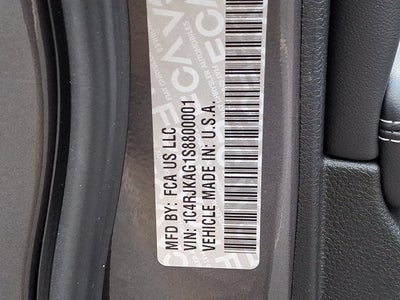 MFD BY: FCA US LLC
VIN: 1C4RJKAG1S8800001
VEHICLE MADE IN: U.S.A.